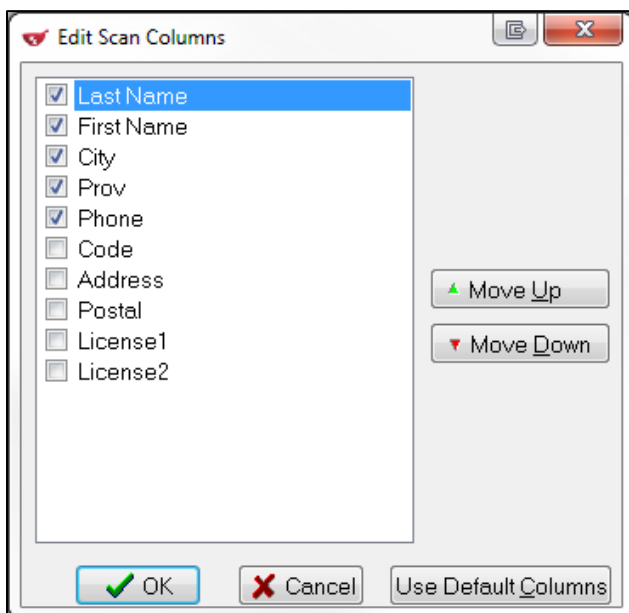 Edit Scan Columns
Last Name
First Name
City
Prov
Phone
Code
Address
Postal
License1
License2
Move Up
Move Down
OK
Cancel
Use Default Columns